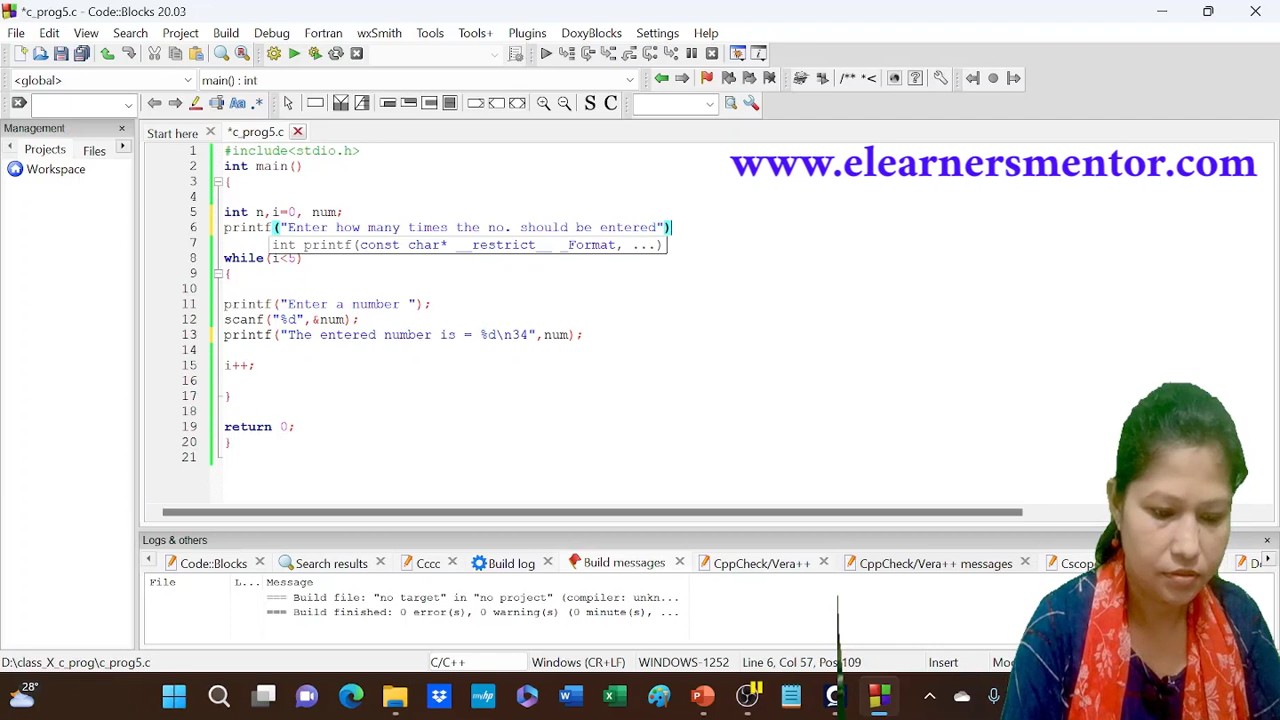 *c_prog5.c - Code::Blocks 20.03
File Edit View Search Project Build Debug Fortran wxSmith Tools Tools+ Plugins DoxyBlocks Settings Help
<global> main() : int
/** *<
Aa .*
S C
Management
Projects Files
Workspace
Start here *c_prog5.c
www.elearnersmentor.com
1 #include<stdio.h>
2 int main()
3 {
4
5 int n,i=0, num;
6 printf("Enter how many times the no. should be entered")
7 int printf(const char* __restrict__ _Format, ...)
8 while(i<5)
9 {
10
11 printf("Enter a number ");
12 scanf("%d",&num);
13 printf("The entered number is = %d\n34",num);
14
15 i++;
16
17 }
18
19 return 0;
20 }
21
Logs & others
Code::Blocks Search results Cccc Build log Build messages CppCheck/Vera++ CppCheck/Vera++ messages Cscop
File L... Message
=== Build file: "no target" in "no project" (compiler: unkn...
=== Build finished: 0 error(s), 0 warning(s) (0 minute(s), ...
D:\class_X_c_prog\c_prog5.c C/C++ Windows (CR+LF) WINDOWS-1252 Line 6, Col 57, Pos 109 Insert
28°